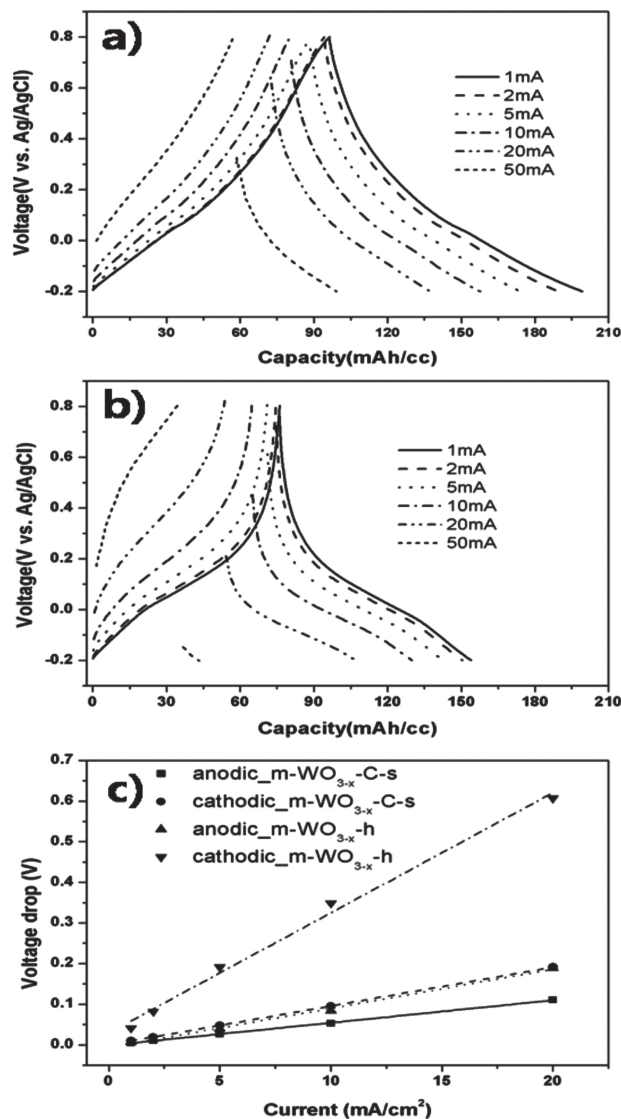 a)
0.8
0.6
0.4
0.2
0.0
-0.2
Voltage(V vs. Ag/AgCl)
1mA
2mA
5mA
10mA
20mA
50mA
0 30 60 90 120 150 180 210
Capacity(mAh/cc)
b)
0.8
0.6
0.4
0.2
0.0
-0.2
Voltage(V vs. Ag/AgCl)
1mA
2mA
5mA
10mA
20mA
50mA
0 30 60 90 120 150 180 210
Capacity(mAh/cc)
c)
0.7
0.6
0.5
0.4
0.3
0.2
0.1
0.0
Voltage drop (V)
anodic_m-WO₃₋ₓ-C-s
cathodic_m-WO₃₋ₓ-C-s
anodic_m-WO₃₋ₓ-h
cathodic_m-WO₃₋ₓ-h
0 5 10 15 20
Current (mA/cm²)